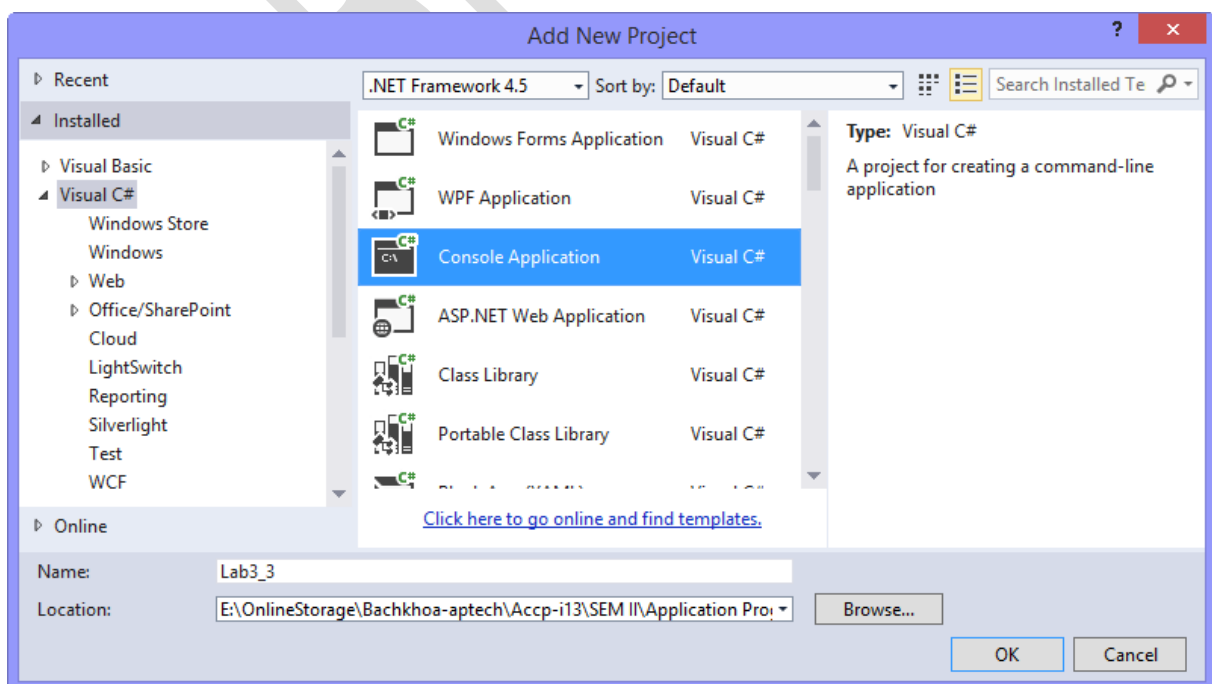 Add New Project
?
×
Recent
Installed
Visual Basic
Visual C#
Windows Store
Windows
Web
Office/SharePoint
Cloud
LightSwitch
Reporting
Silverlight
Test
WCF
Online
.NET Framework 4.5
Sort by: Default
Search Installed Te
C# Windows Forms Application Visual C#
C# WPF Application Visual C#
C# C:\ Console Application Visual C#
C# ASP.NET Web Application Visual C#
C# Class Library Visual C#
C# Portable Class Library Visual C#
C#
Click here to go online and find templates.
Type: Visual C#
A project for creating a command-line
application
Name: Lab3_3
Location: E:\OnlineStorage\Bachkhoa-aptech\Accp-i13\SEM II\Application Pro
Browse...
OK Cancel